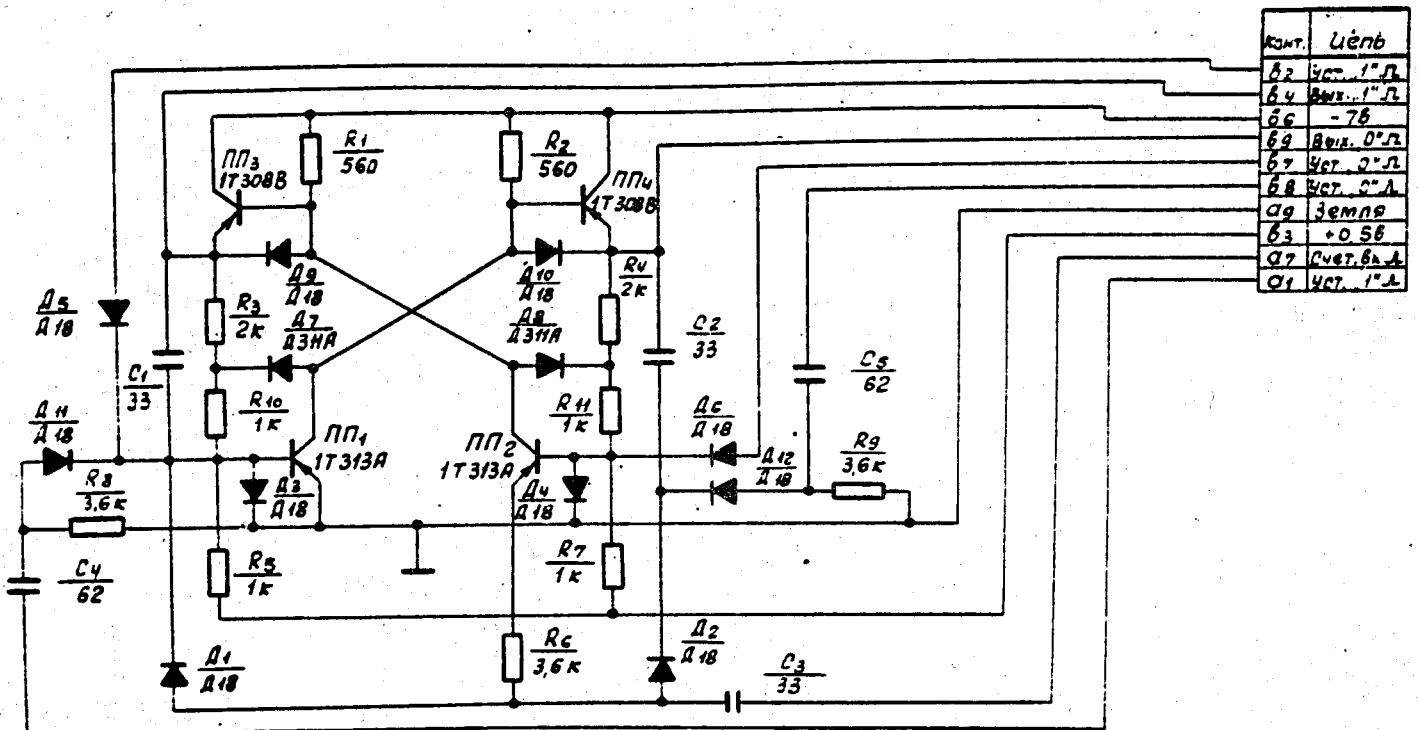 Конт. Цепь
б2 Уст. „1" Л
б4 Вых. „1" Л
б6 -7в
б9 Вых. 0" Л
б7 Уст. „0" Л
б8 Уст. „0" Л
а9 Земля
б3 +0,5в
а7 Счет. Вх Л
а1 Уст. „1" Л
R1
560
R2
560
ПП3
1Т308В
ПП4
1Т308В
Д9
Д18
Д10
Д18
R4
2к
Д5
Д18
R3
2к
Д7
Д311А
Д8
Д311А
C2
33
C1
33
C5
62
Д11
Д18
R10
1к
R11
1к
ПП1
1Т313А
ПП2
1Т313А
Д6
Д18
Д12
Д18
R9
3,6к
R8
3,6к
Д3
Д18
Д4
Д18
C4
62
R5
1к
R7
1к
Д1
Д18
R6
3,6к
Д2
Д18
C3
33